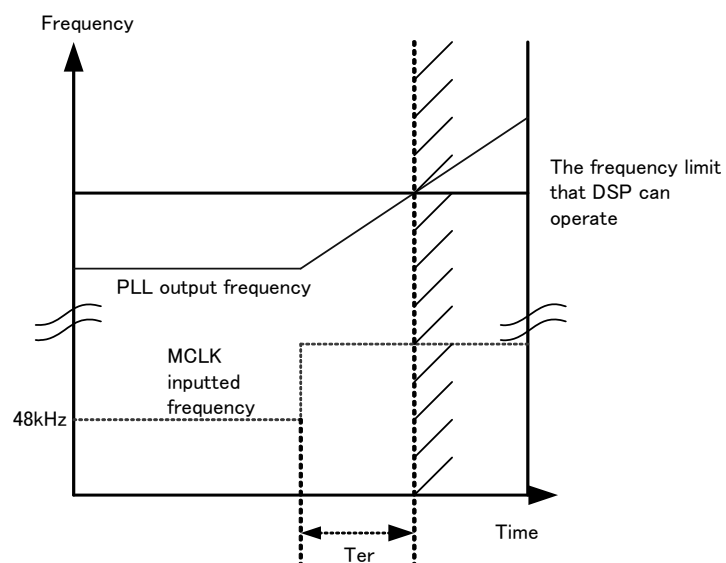 Frequency
The frequency limit
that DSP can
operate
PLL output frequency
MCLK
inputted
frequency
48kHz
Time
Ter